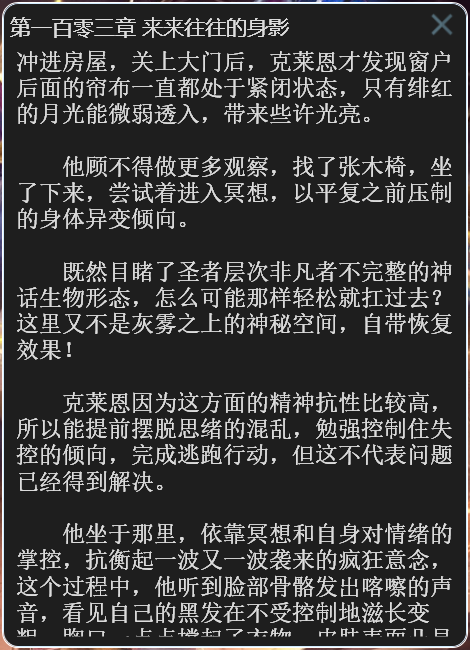 第一百零三章 来来往往的身影
冲进房屋，关上大门后，克莱恩才发现窗户
后面的帘布一直都处于紧闭状态，只有绯红
的月光能微弱透入，带来些许光亮。
他顾不得做更多观察，找了张木椅，坐
了下来，尝试着进入冥想，以平复之前压制
的身体异变倾向。
既然目睹了圣者层次非凡者不完整的神
话生物形态，怎么可能那样轻松就扛过去？
这里又不是灰雾之上的神秘空间，自带恢复
效果！
克莱恩因为这方面的精神抗性比较高，
所以能提前摆脱思绪的混乱，勉强控制住失
控的倾向，完成逃跑行动，但这不代表问题
已经得到解决。
他坐于那里，依靠冥想和自身对情绪的
掌控，抗衡起一波又一波袭来的疯狂意念，
这个过程中，他听到脸部骨骼发出喀嚓的声
音，看见自己的黑发在不受控制地滋长变